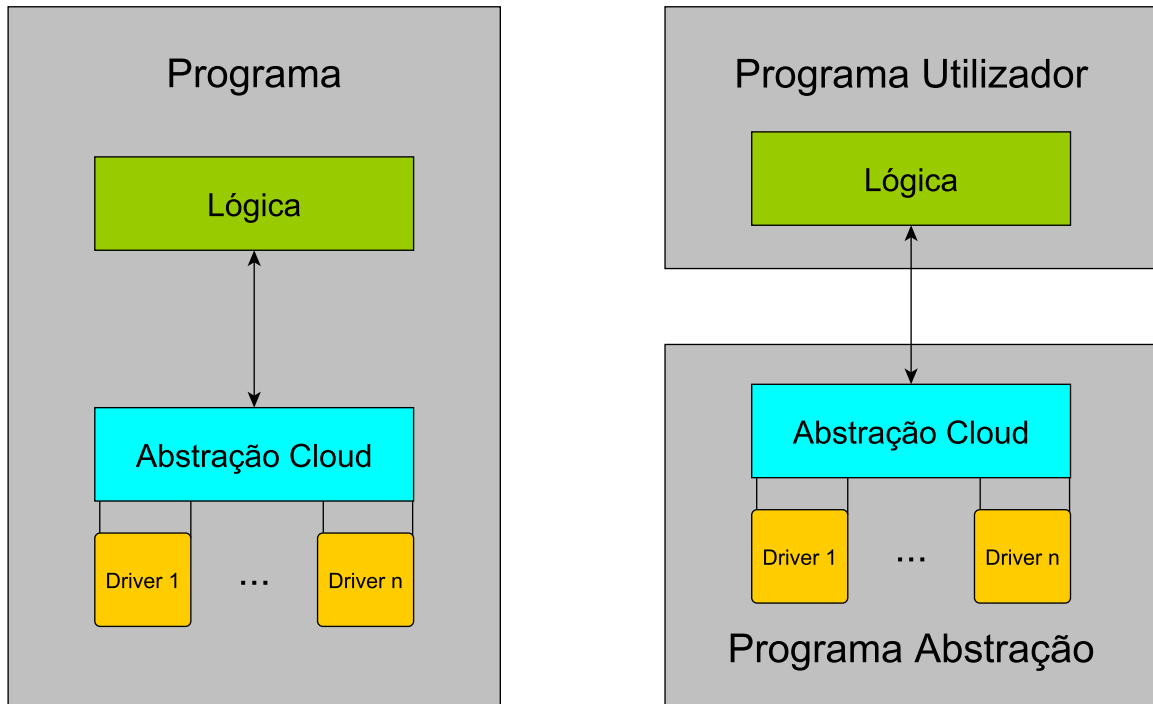 Programa
Lógica
Abstração Cloud
Driver 1
...
Driver n
Programa Utilizador
Lógica
Abstração Cloud
Driver 1
...
Driver n
Programa Abstração